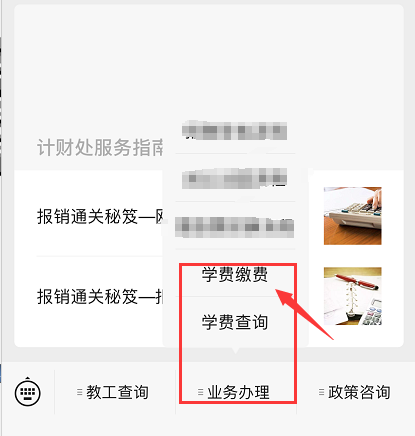 计财处服务指南
报销通关秘笈—
报销通关秘笈—
学费缴费
学费查询
教工查询
业务办理
政策咨询